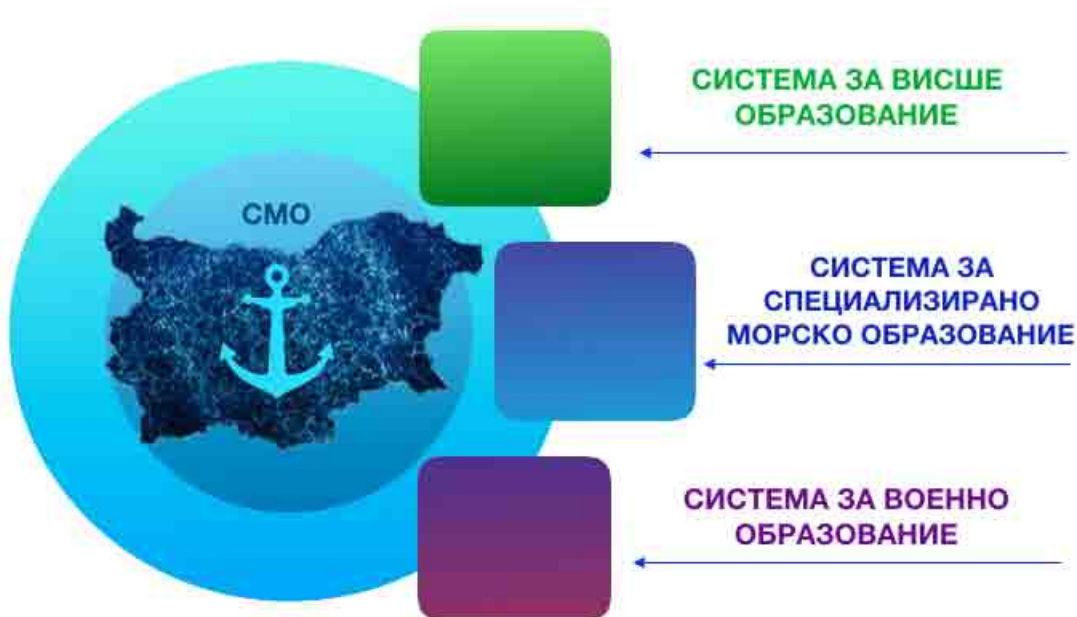 СИСТЕМА ЗА ВИСШЕ
ОБРАЗОВАНИЕ
СМО
СИСТЕМА ЗА
СПЕЦИАЛИЗИРАНО
МОРСКО ОБРАЗОВАНИЕ
СИСТЕМА ЗА ВОЕННО
ОБРАЗОВАНИЕ